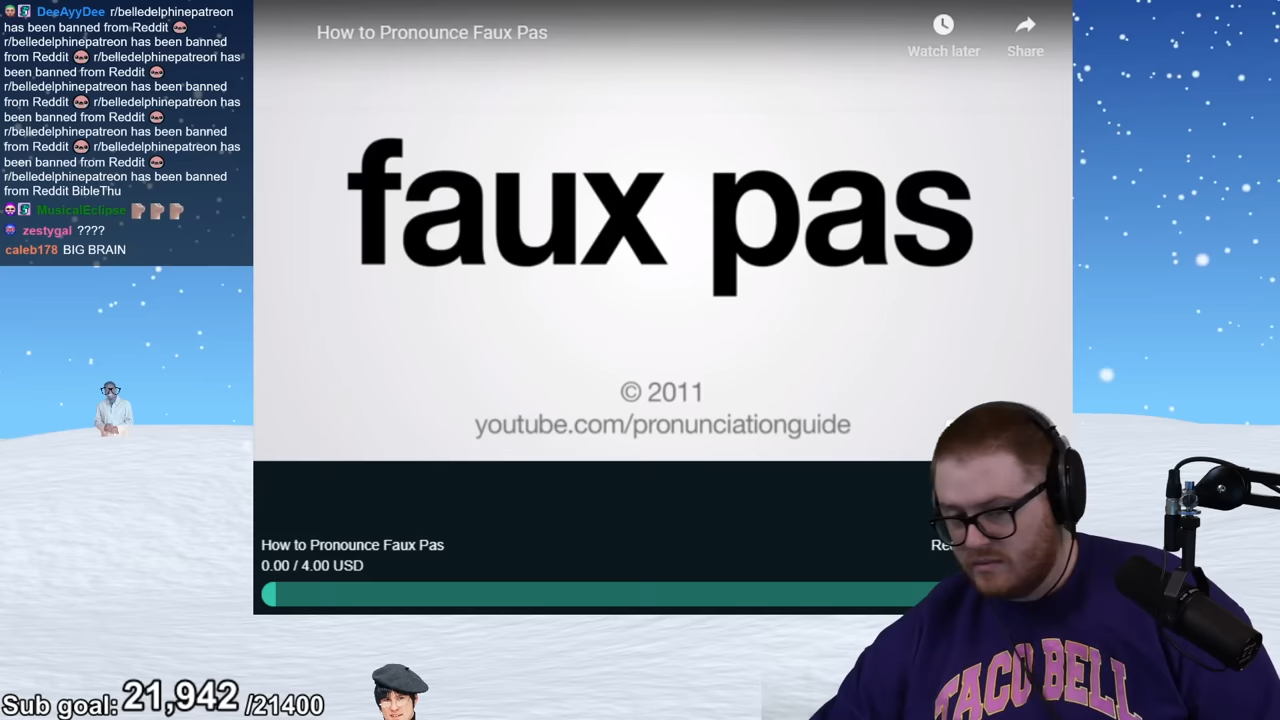 DeeAyyDee r/belledelphinepatreon
has been banned from Reddit
r/belledelphinepatreon has been banned
from Reddit r/belledelphinepatreon has
been banned from Reddit
r/belledelphinepatreon has been banned
from Reddit r/belledelphinepatreon has
been banned from Reddit
r/belledelphinepatreon has been banned
from Reddit r/belledelphinepatreon has
been banned from Reddit
r/belledelphinepatreon has been banned
from Reddit BibleThu
MusicalEclipse
zestygal ????
caleb178 BIG BRAIN
How to Pronounce Faux Pas
Watch later
Share
faux pas
© 2011
youtube.com/pronunciationguide
How to Pronounce Faux Pas
0.00 / 4.00 USD
TACO BELL
Sub goal: 21,942 /21400